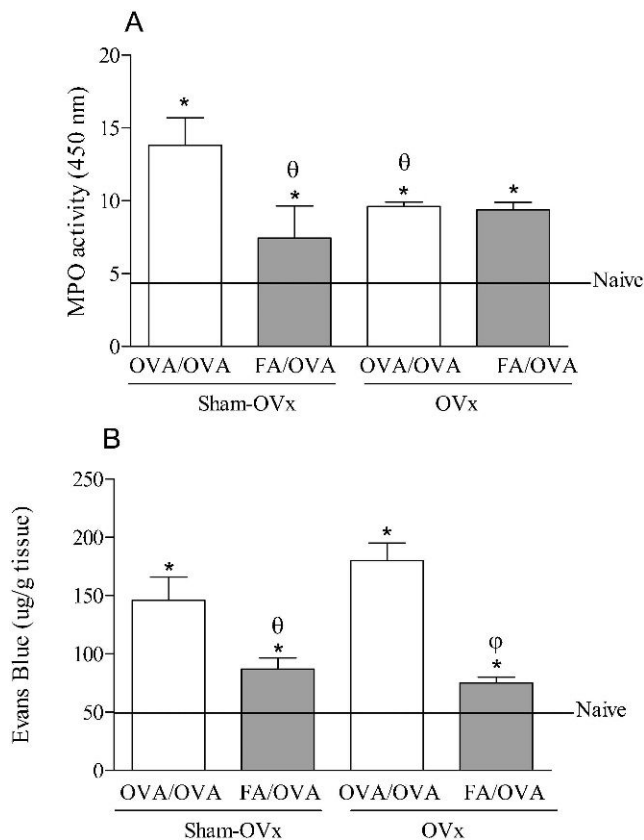 A
MPO activity (450 nm)
20
15
10
5
0
*
θ
*
θ
*
*
Naive
OVA/OVA FA/OVA OVA/OVA FA/OVA
Sham-OVx OVx
B
Evans Blue (ug/g tissue)
250
200
150
100
50
0
*
θ
*
*
φ
*
Naive
OVA/OVA FA/OVA OVA/OVA FA/OVA
Sham-OVx OVx